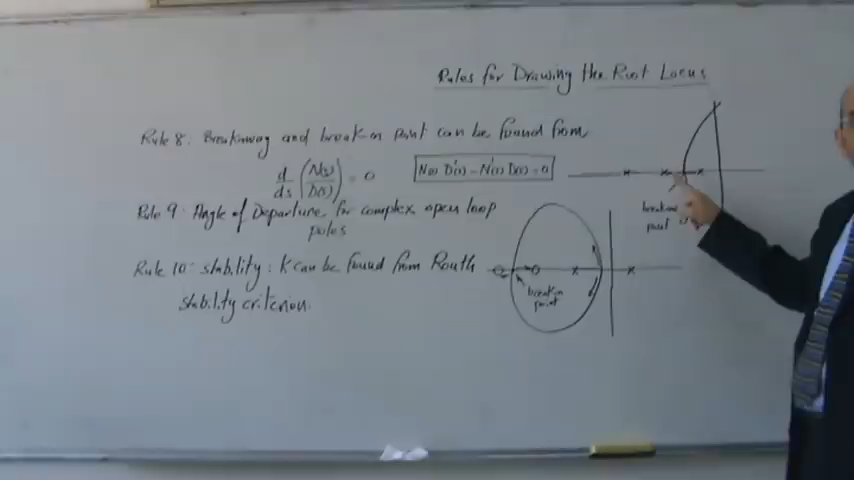 Rules for Drawing the Root Locus
Rule 8: Breakaway and break-in point can be found from
d/ds (N(s)/D(s)) = 0
N(s) D'(s) - N'(s) D(s) = 0
Rule 9: Angle of Departure for complex open loop
poles
Rule 10: stability: K can be found from Routh
stability criterion.
point
break-in
point